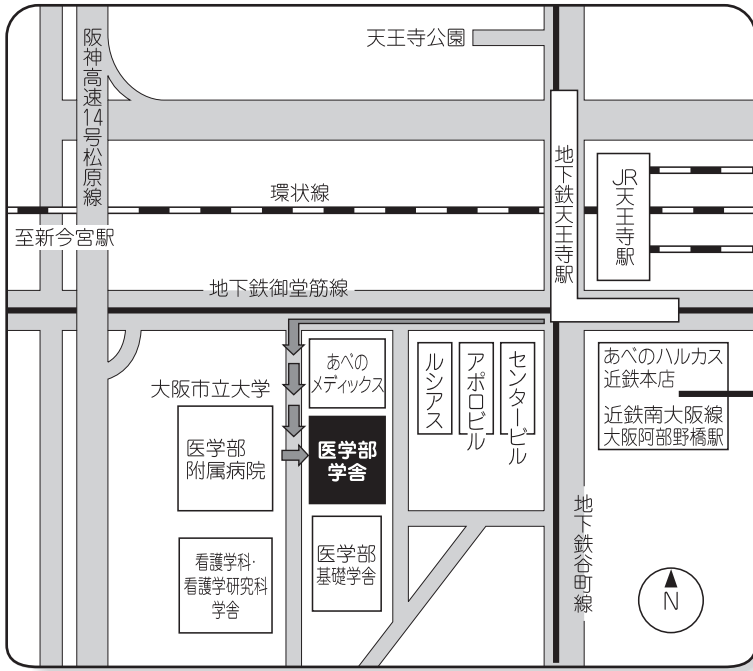 阪神高速14号松原線
天王寺公園
地下鉄天王寺駅
JR天王寺駅
環状線
至新今宮駅
地下鉄御堂筋線
大阪市立大学
あべの
メディックス
ルシアス
アポロビル
センタービル
あべのハルカス
近鉄本店
近鉄南大阪線
大阪阿部野橋駅
医学部
附属病院
医学部
学舎
看護学科・
看護学研究科
学舎
医学部
基礎学舎
地下鉄谷町線
N